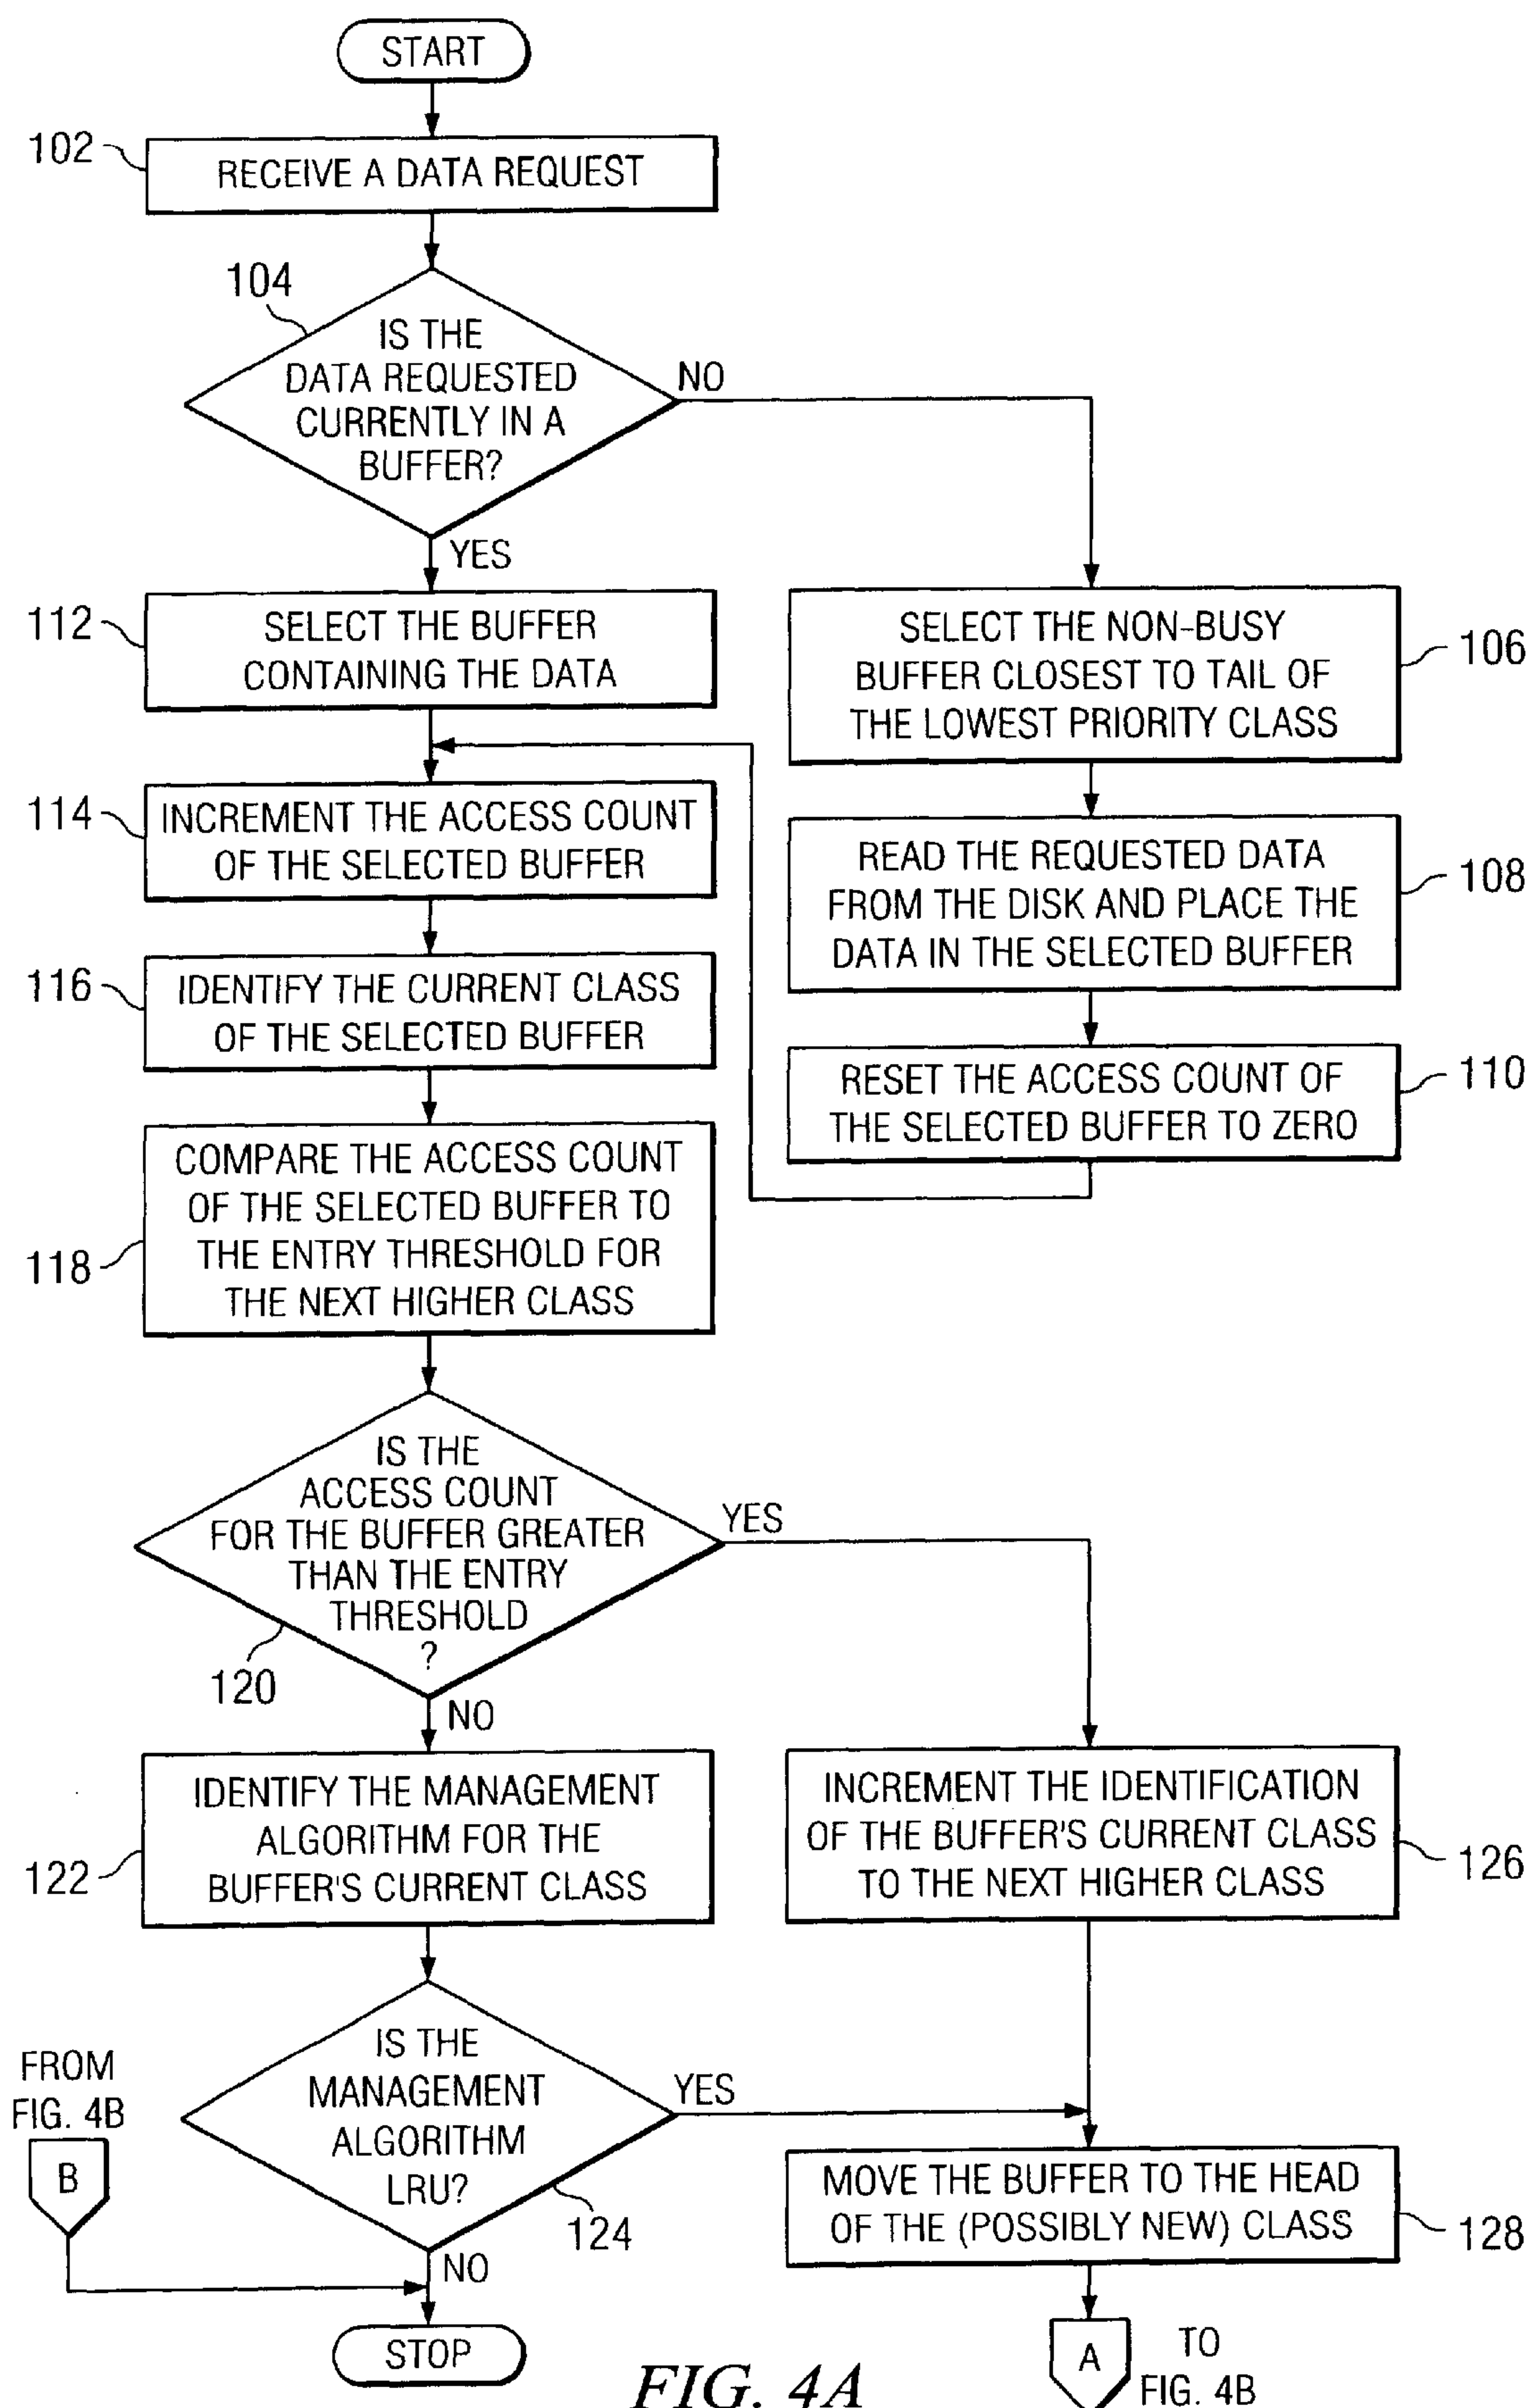 START
102
RECEIVE A DATA REQUEST
104
IS THE
DATA REQUESTED
CURRENTLY IN A
BUFFER?
NO
YES
112
SELECT THE BUFFER
CONTAINING THE DATA
SELECT THE NON-BUSY
BUFFER CLOSEST TO TAIL OF
THE LOWEST PRIORITY CLASS
106
114
INCREMENT THE ACCESS COUNT
OF THE SELECTED BUFFER
READ THE REQUESTED DATA
FROM THE DISK AND PLACE THE
DATA IN THE SELECTED BUFFER
108
116
IDENTIFY THE CURRENT CLASS
OF THE SELECTED BUFFER
RESET THE ACCESS COUNT OF
THE SELECTED BUFFER TO ZERO
110
118
COMPARE THE ACCESS COUNT
OF THE SELECTED BUFFER TO
THE ENTRY THRESHOLD FOR
THE NEXT HIGHER CLASS
IS THE
ACCESS COUNT
FOR THE BUFFER GREATER
THAN THE ENTRY
THRESHOLD
?
YES
120
NO
122
IDENTIFY THE MANAGEMENT
ALGORITHM FOR THE
BUFFER'S CURRENT CLASS
INCREMENT THE IDENTIFICATION
OF THE BUFFER'S CURRENT CLASS
TO THE NEXT HIGHER CLASS
126
IS THE
MANAGEMENT
ALGORITHM
LRU?
YES
124
NO
FROM
FIG. 4B
B
MOVE THE BUFFER TO THE HEAD
OF THE (POSSIBLY NEW) CLASS
128
STOP
A
TO
FIG. 4B
FIG. 4A